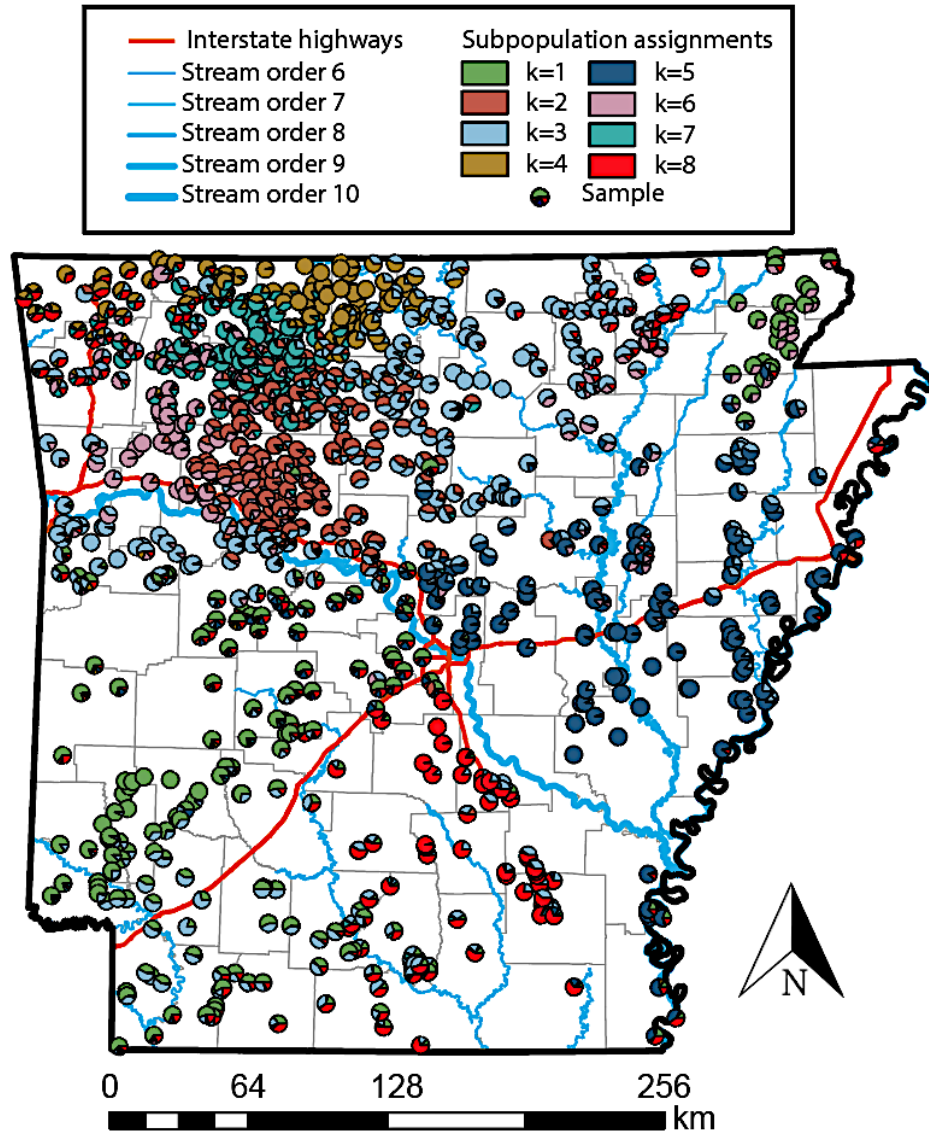 Interstate highways
Stream order 6
Stream order 7
Stream order 8
Stream order 9
Stream order 10
Subpopulation assignments
k=1
k=2
k=3
k=4
k=5
k=6
k=7
k=8
Sample
N
0 64 128 256
km